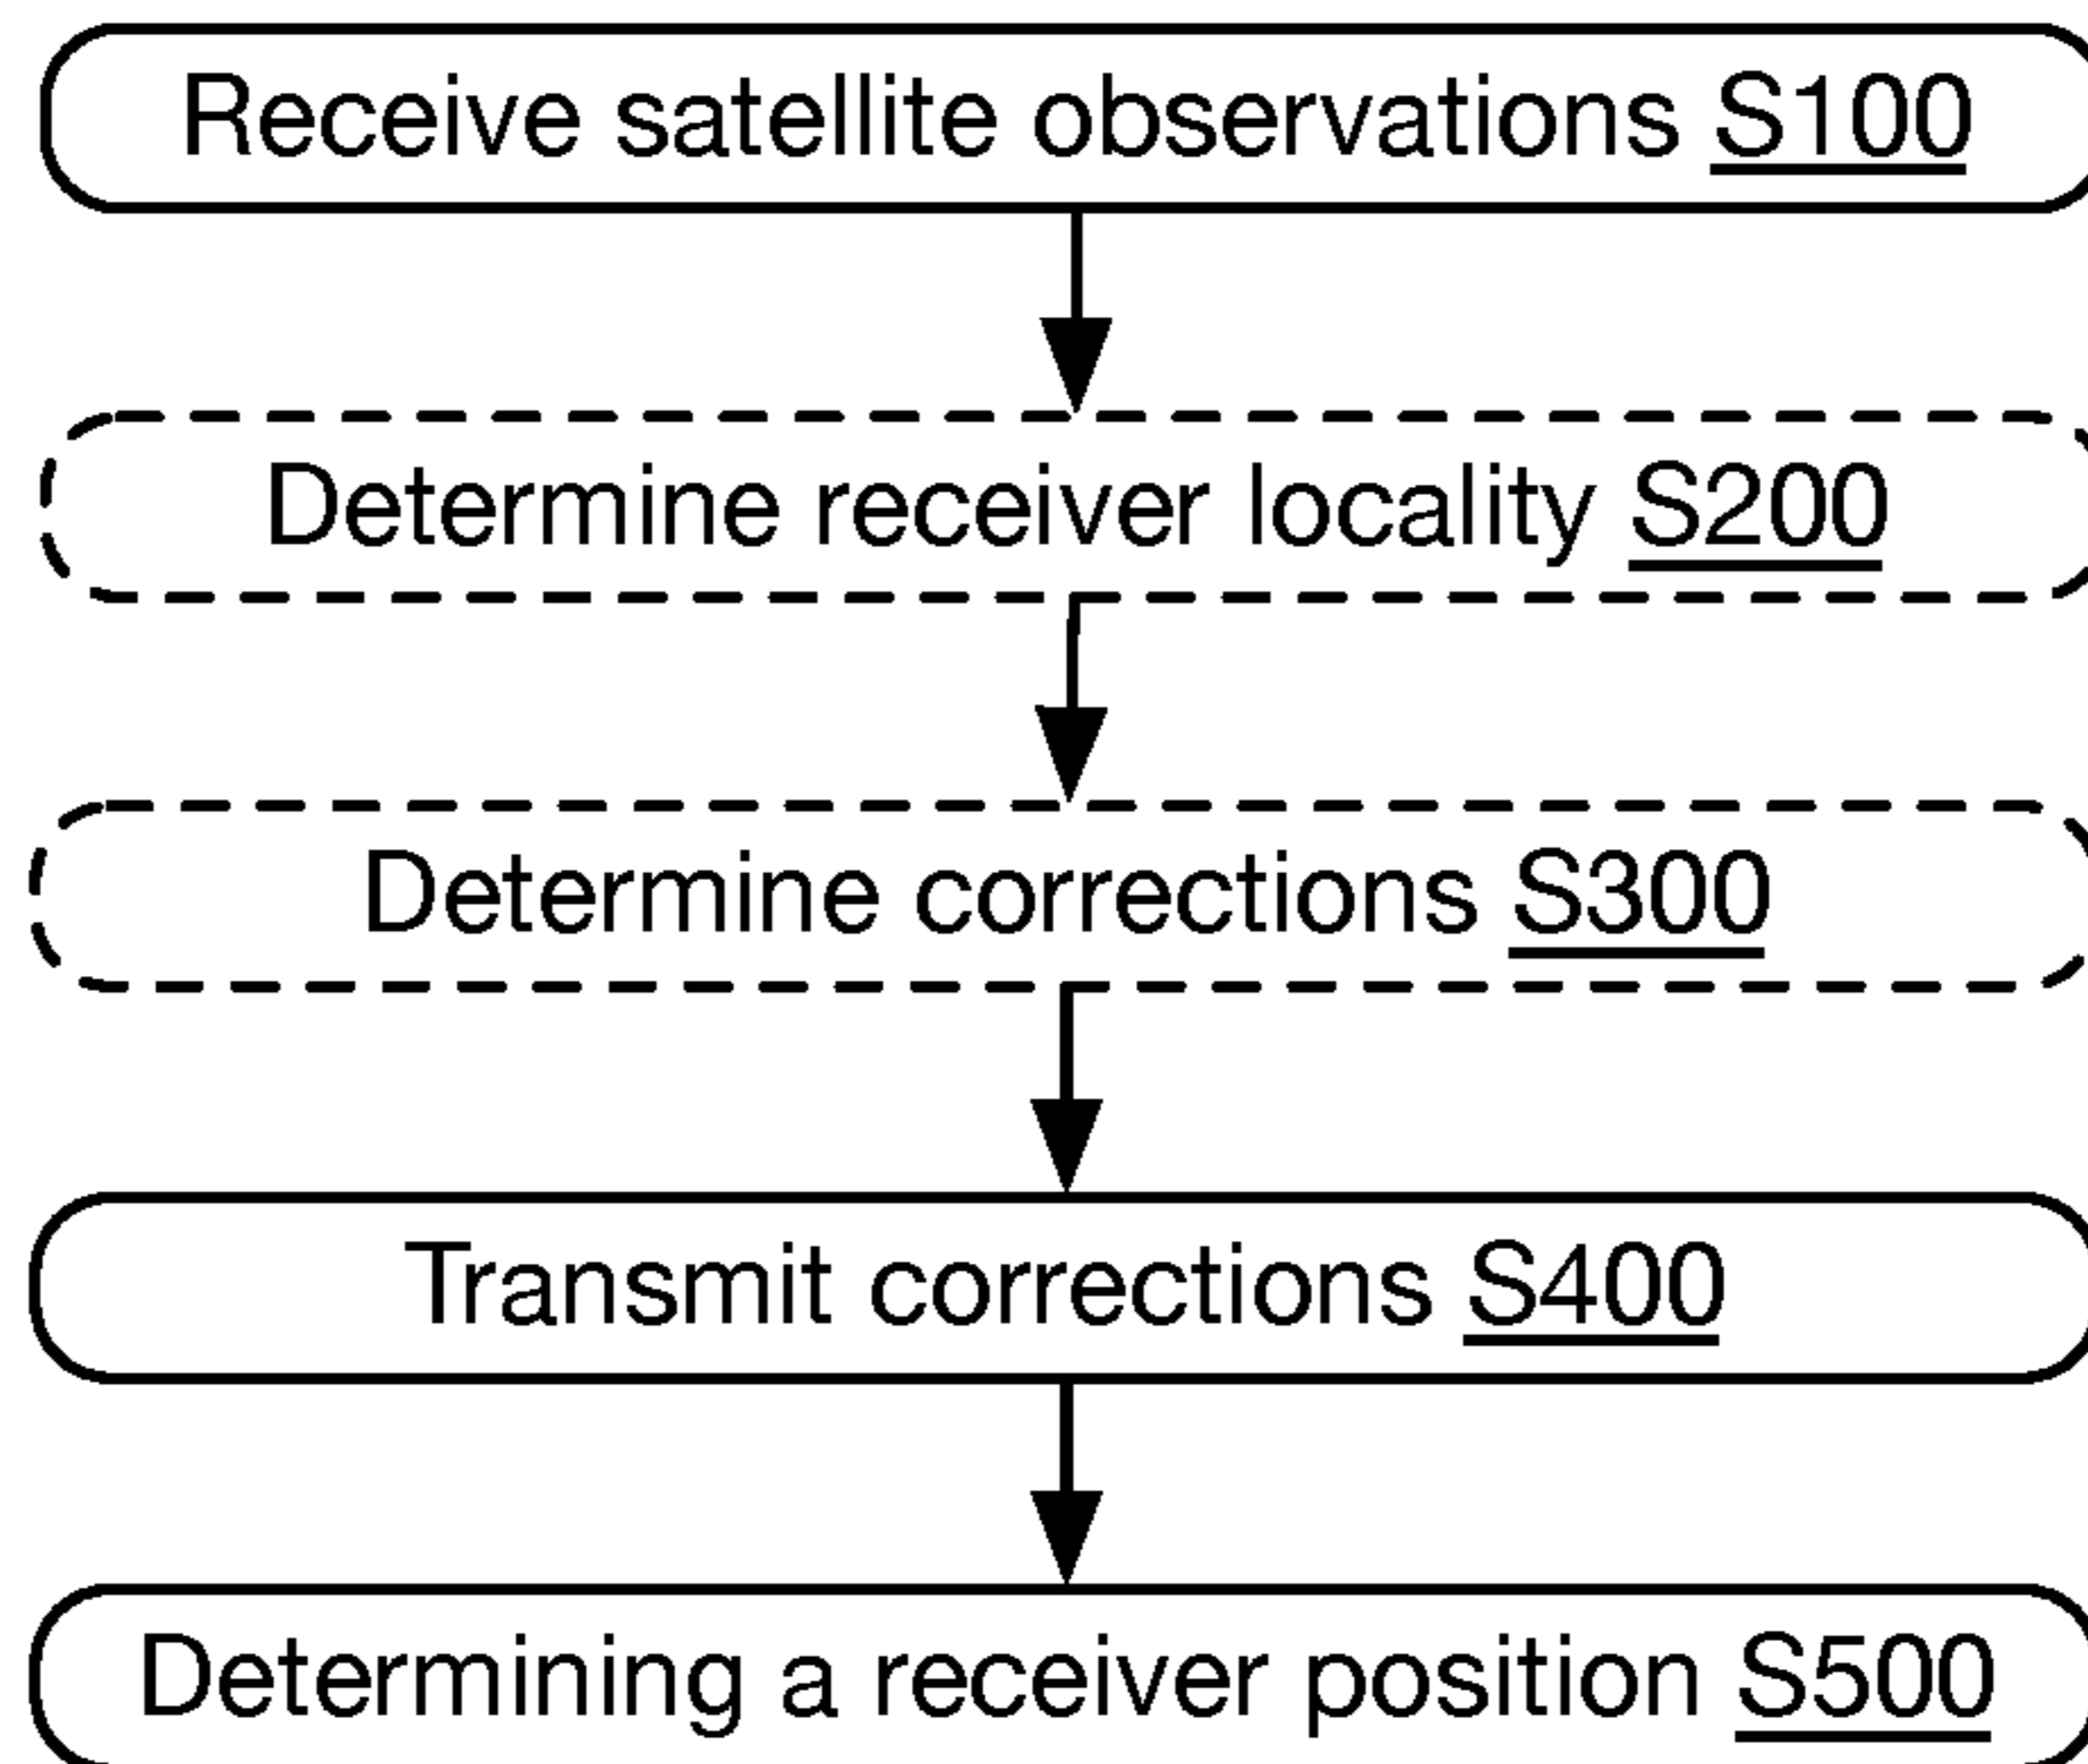 Receive satellite observations S100
Determine receiver locality S200
Determine corrections S300
Transmit corrections S400
Determining a receiver position S500